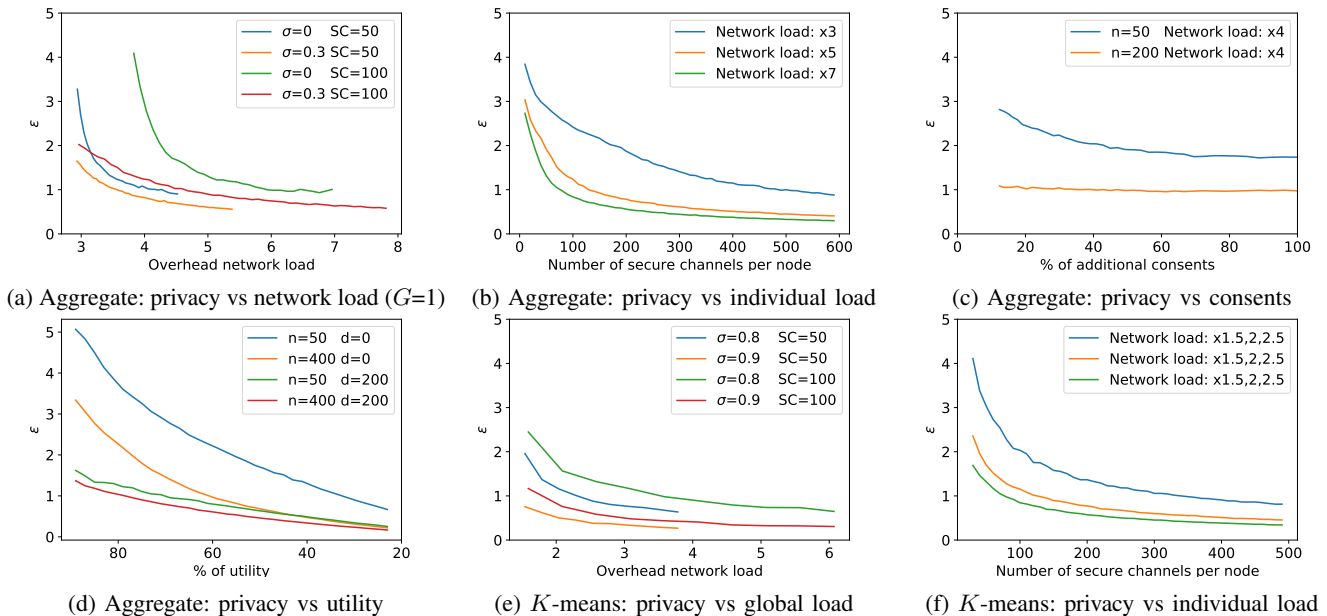 5
4
3
2
1
0
ε
σ=0 SC=50
σ=0.3 SC=50
σ=0 SC=100
σ=0.3 SC=100
3 4 5 6 7 8
Overhead network load
(a) Aggregate: privacy vs network load (G=1)
5
4
3
2
1
0
ε
Network load: x3
Network load: x5
Network load: x7
0 100 200 300 400 500 600
Number of secure channels per node
(b) Aggregate: privacy vs individual load
5
4
3
2
1
0
ε
n=50 Network load: x4
n=200 Network load: x4
0 20 40 60 80 100
% of additional consents
(c) Aggregate: privacy vs consents
5
4
3
2
1
0
ε
n=50 d=0
n=400 d=0
n=50 d=200
n=400 d=200
80 60 40 20
% of utility
(d) Aggregate: privacy vs utility
5
4
3
2
1
0
ε
σ=0.8 SC=50
σ=0.9 SC=50
σ=0.8 SC=100
σ=0.9 SC=100
2 3 4 5 6
Overhead network load
(e) K-means: privacy vs global load
5
4
3
2
1
0
ε
Network load: x1.5,2,2.5
Network load: x1.5,2,2.5
Network load: x1.5,2,2.5
100 200 300 400 500
Number of secure channels per node
(f) K-means: privacy vs individual load